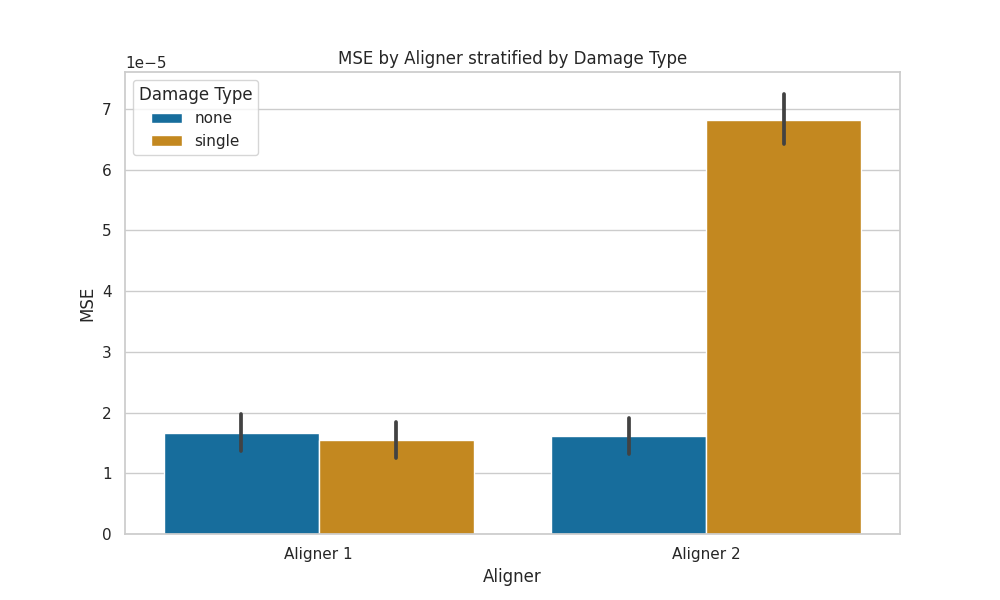 MSE by Aligner stratified by Damage Type
1e−5
Damage Type
none
single
7
6
5
4
3
2
1
0
MSE
Aligner 1
Aligner 2
Aligner